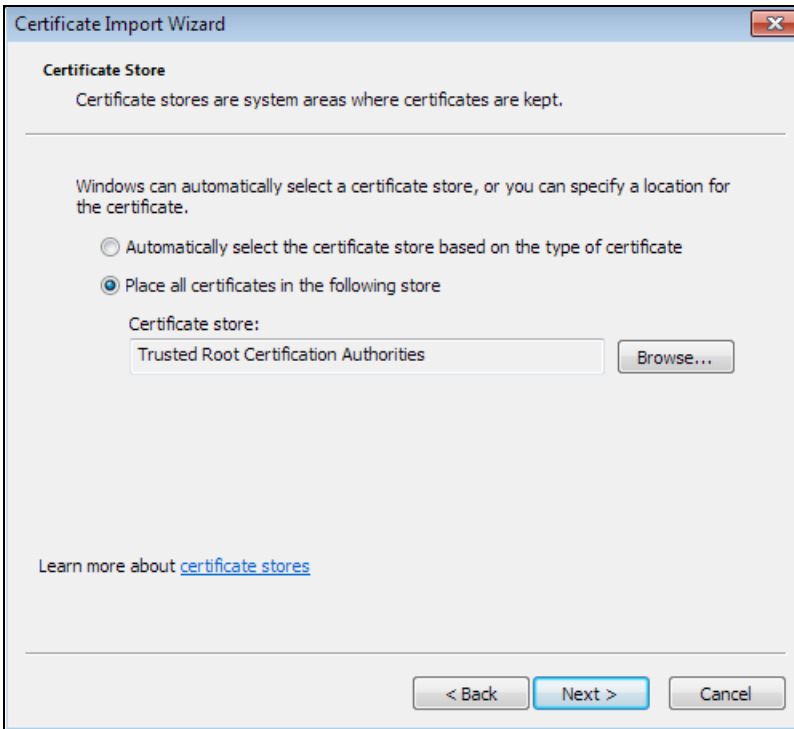 Certificate Import Wizard
Certificate Store
Certificate stores are system areas where certificates are kept.
Windows can automatically select a certificate store, or you can specify a location for
the certificate.
Automatically select the certificate store based on the type of certificate
Place all certificates in the following store
Certificate store:
Trusted Root Certification Authorities
Browse...
Learn more about certificate stores
< Back Next > Cancel